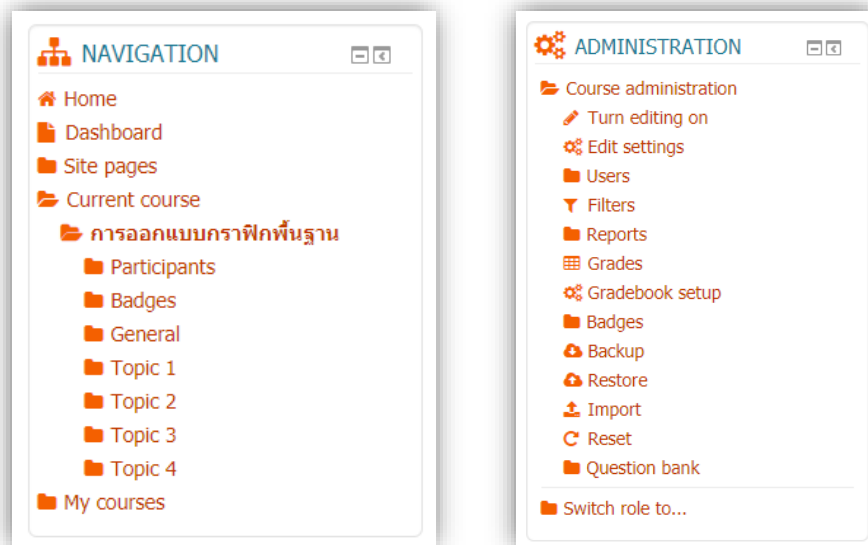 NAVIGATION
Home
Dashboard
Site pages
Current course
การออกแบบกราฟิกพื้นฐาน
Participants
Badges
General
Topic 1
Topic 2
Topic 3
Topic 4
My courses
ADMINISTRATION
Course administration
Turn editing on
Edit settings
Users
Filters
Reports
Grades
Gradebook setup
Badges
Backup
Restore
Import
Reset
Question bank
Switch role to...